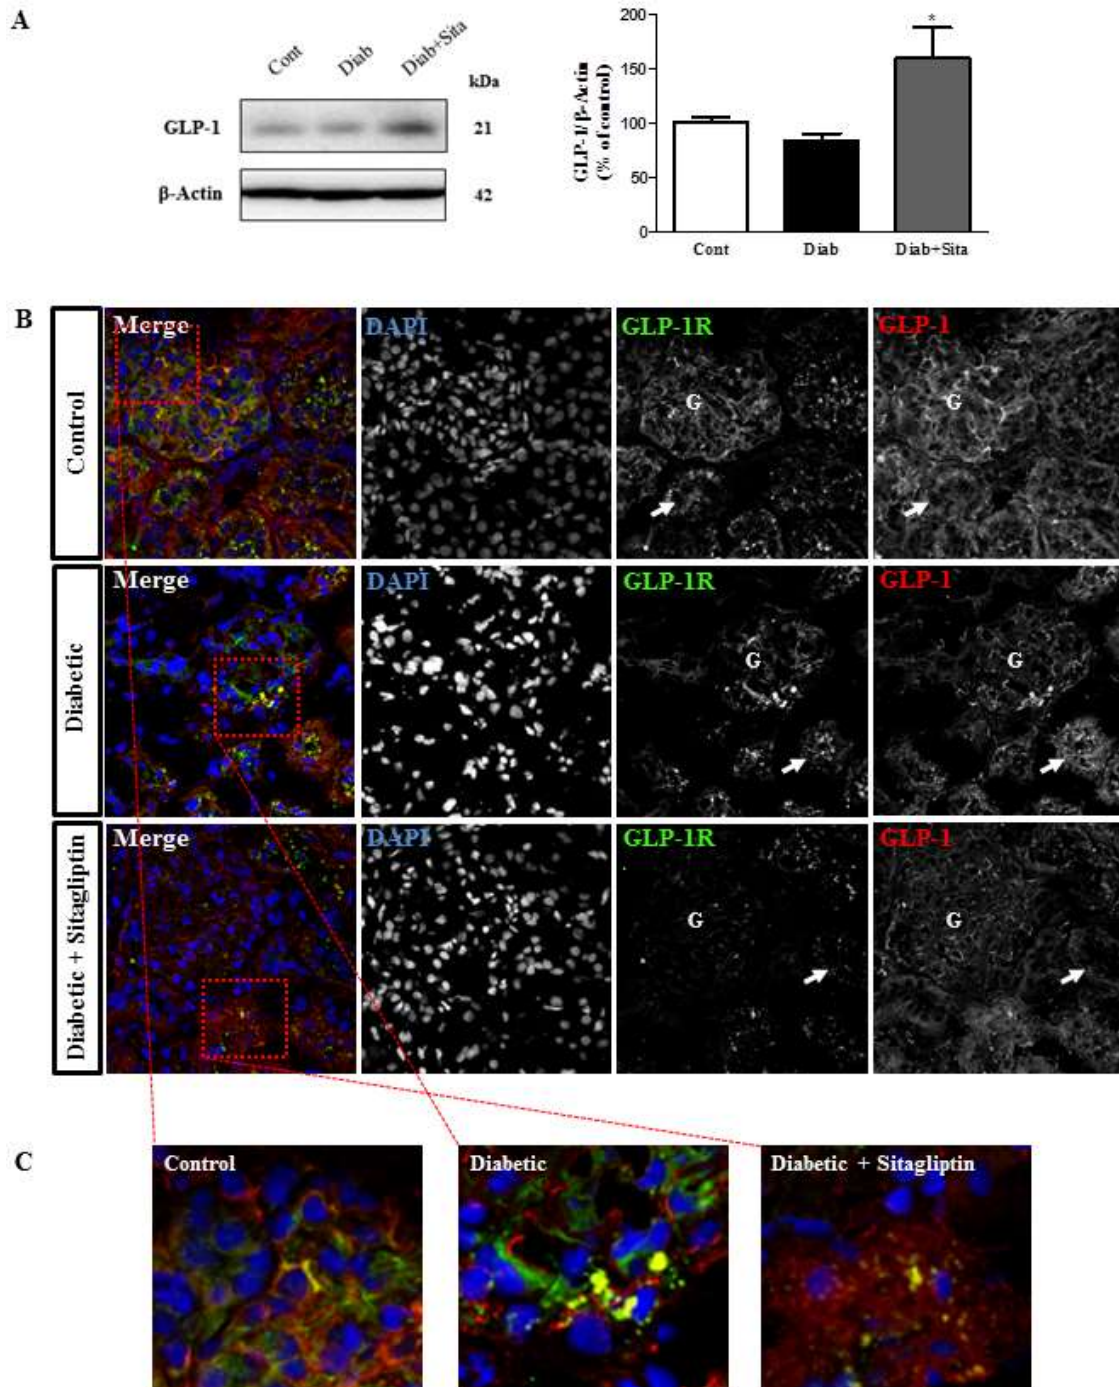 A
Cont Diab Diab+Sita
kDa
GLP-1 21
β-Actin 42
GLP-1/β-Actin
(% of control)
200
150
100
50
0
*
Cont Diab Diab+Sita
B
Control
Merge DAPI GLP-1R GLP-1
G G
Diabetic
Merge DAPI GLP-1R GLP-1
G G
Diabetic + Sitagliptin
Merge DAPI GLP-1R GLP-1
G G
C
Control Diabetic Diabetic + Sitagliptin